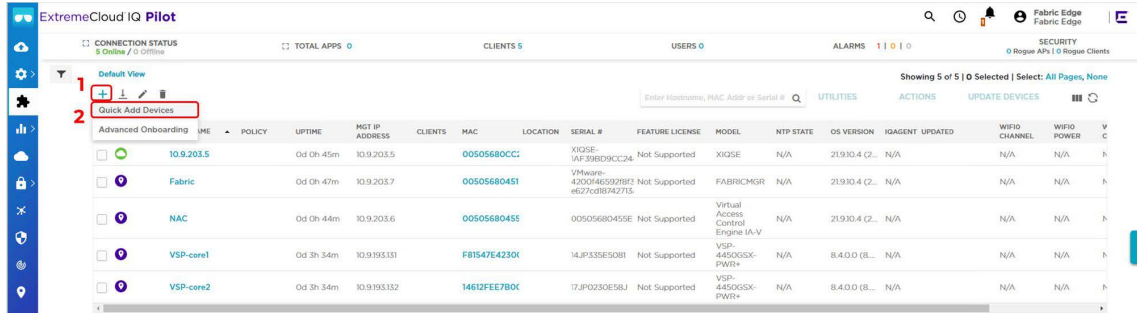 ExtremeCloud IQ Pilot
Fabric Edge
Fabric Edge
CONNECTION STATUS
5 Online / 0 Offline
TOTAL APPS 0
CLIENTS 5
USERS 0
ALARMS 1 | 0 | 0
SECURITY
0 Rogue APs | 0 Rogue Clients
Default View
Showing 5 of 5 | 0 Selected | Select: All Pages, None
1
Enter Hostname, MAC Addr or Serial #
UTILITIES
ACTIONS
UPDATE DEVICES
2
Quick Add Devices
Advanced Onboarding
POLICY
UPTIME
MGT IP
ADDRESS
CLIENTS
MAC
LOCATION
SERIAL #
FEATURE LICENSE
MODEL
NTP STATE
OS VERSION
IQAGENT UPDATED
WIFI0
CHANNEL
WIFI0
POWER
10.9.203.5 0d 0h 45m 10.9.203.5 00505680CC2 XIQSE- Not Supported XIQSE N/A 21.9.10.4 (2... N/A N/A N/A
Fabric 0d 0h 47m 10.9.203.7 00505680451 VMware- Not Supported FABRICMGR N/A 21.9.10.4 (2... N/A N/A N/A
NAC 0d 0h 44m 10.9.203.6 00505680455 00505680455E Not Supported N/A 21.9.10.4 (2... N/A N/A N/A
Virtual
Access
Control
Engine IA-V
VSP-core1 0d 3h 34m 10.9.193.131 F81547E4230 14JP335E5081 Not Supported N/A 8.4.0.0 (8... N/A N/A N/A
VSP-
4450GSX-
PWR+
VSP-core2 0d 3h 34m 10.9.193.132 14612FEE7B0 17JP0230E58J Not Supported N/A 8.4.0.0 (8... N/A N/A N/A
VSP-
4450GSX-
PWR+